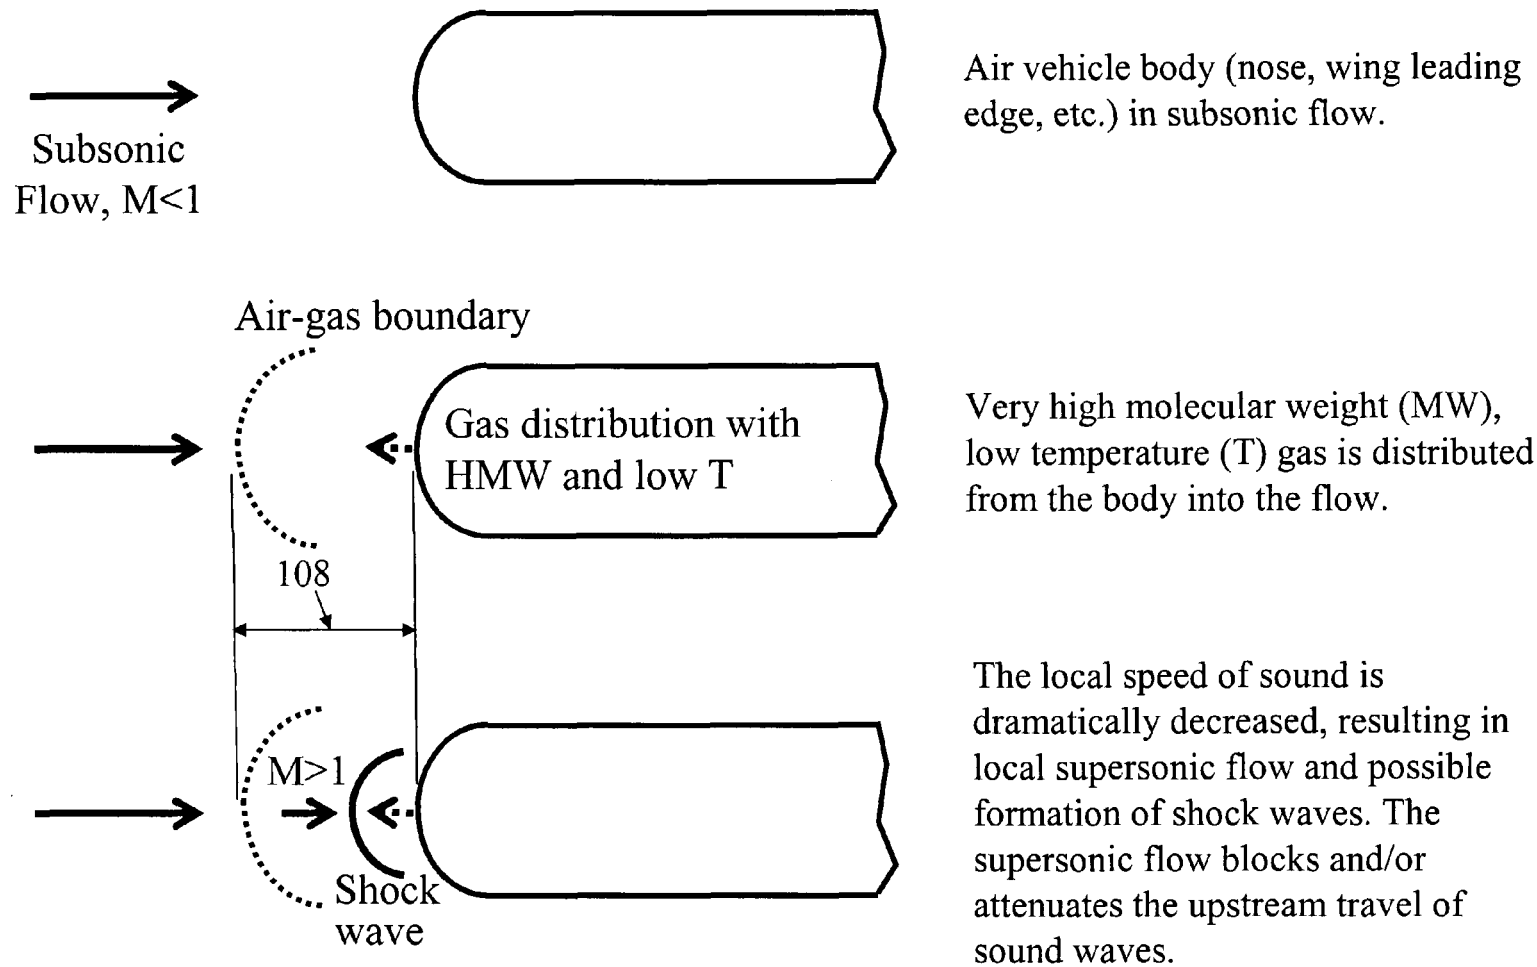 Air vehicle body (nose, wing leading
edge, etc.) in subsonic flow.
Subsonic
Flow, M<1
Air-gas boundary
Gas distribution with
HMW and low T
Very high molecular weight (MW),
low temperature (T) gas is distributed
from the body into the flow.
108
M>1
Shock
wave
The local speed of sound is
dramatically decreased, resulting in
local supersonic flow and possible
formation of shock waves. The
supersonic flow blocks and/or
attenuates the upstream travel of
sound waves.